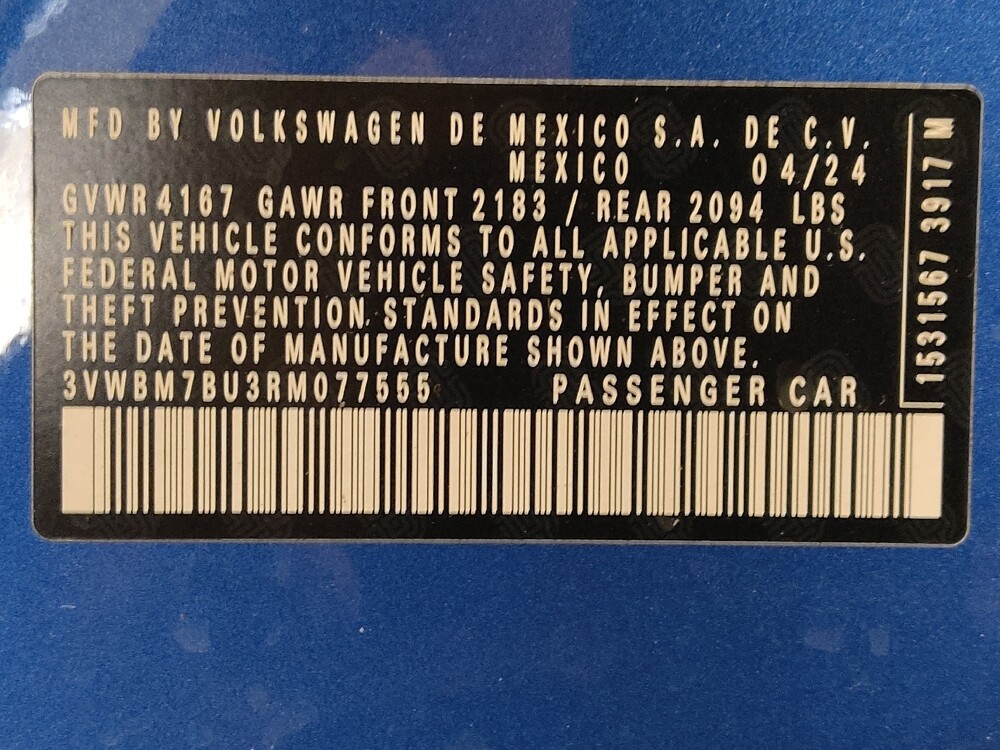 MFD BY VOLKSWAGEN DE MEXICO S.A. DE C.V.
MEXICO 04/24
GVWR 4167 GAWR FRONT 2183 / REAR 2094 LBS
THIS VEHICLE CONFORMS TO ALL APPLICABLE U.S.
FEDERAL MOTOR VEHICLE SAFETY, BUMPER AND
THEFT PREVENTION STANDARDS IN EFFECT ON
THE DATE OF MANUFACTURE SHOWN ABOVE.
3VWBM7BU3RM077555 PASSENGER CAR
1531567 3917 M